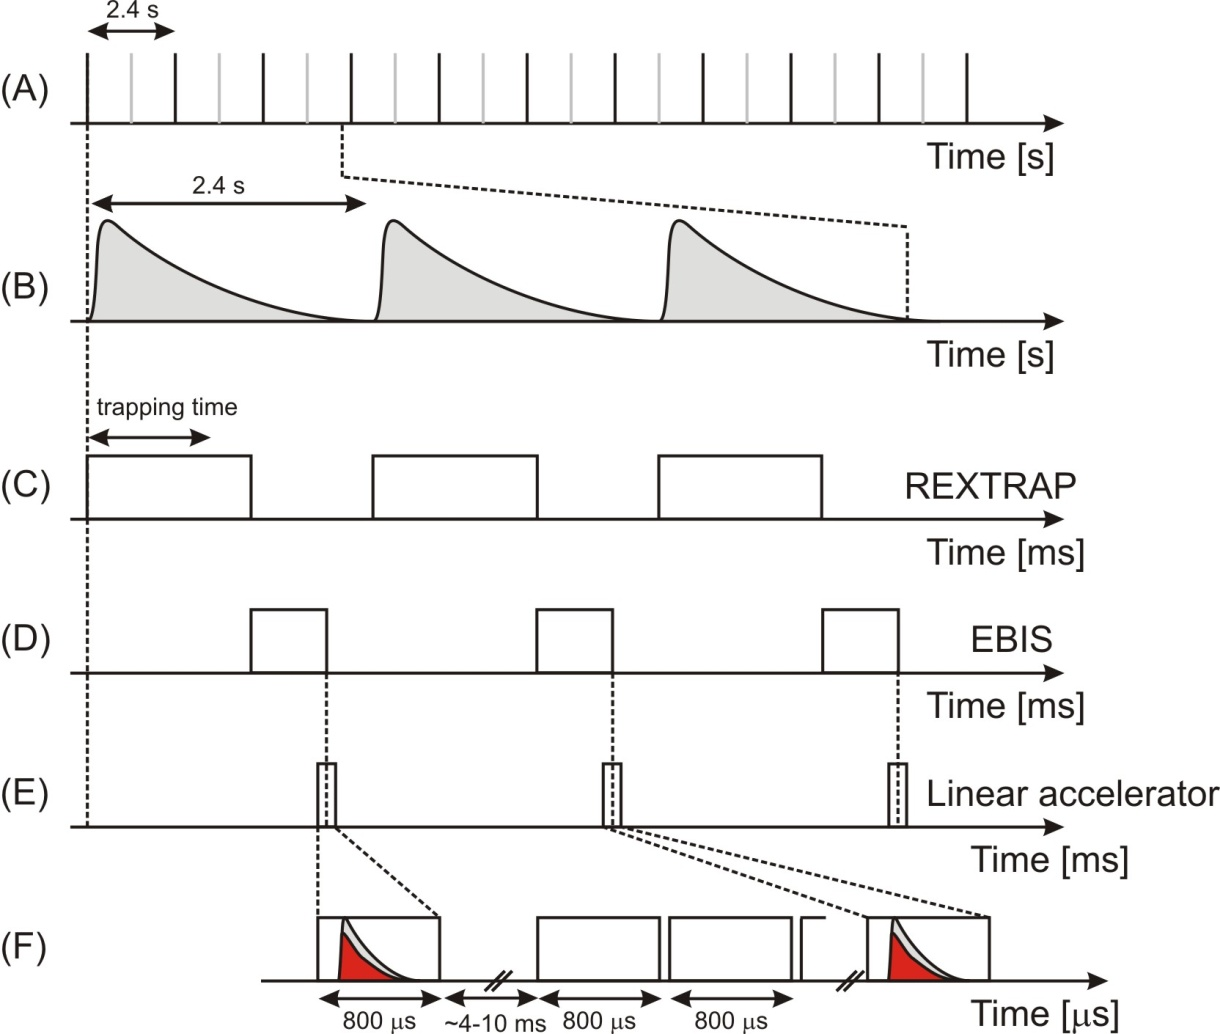 2.4 s
(A)
Time [s]
2.4 s
(B)
Time [s]
trapping time
(C)
REXTRAP
Time [ms]
(D)
EBIS
Time [ms]
(E)
Linear accelerator
Time [ms]
(F)
800 μs
~4-10 ms
800 μs
800 μs
Time [μs]